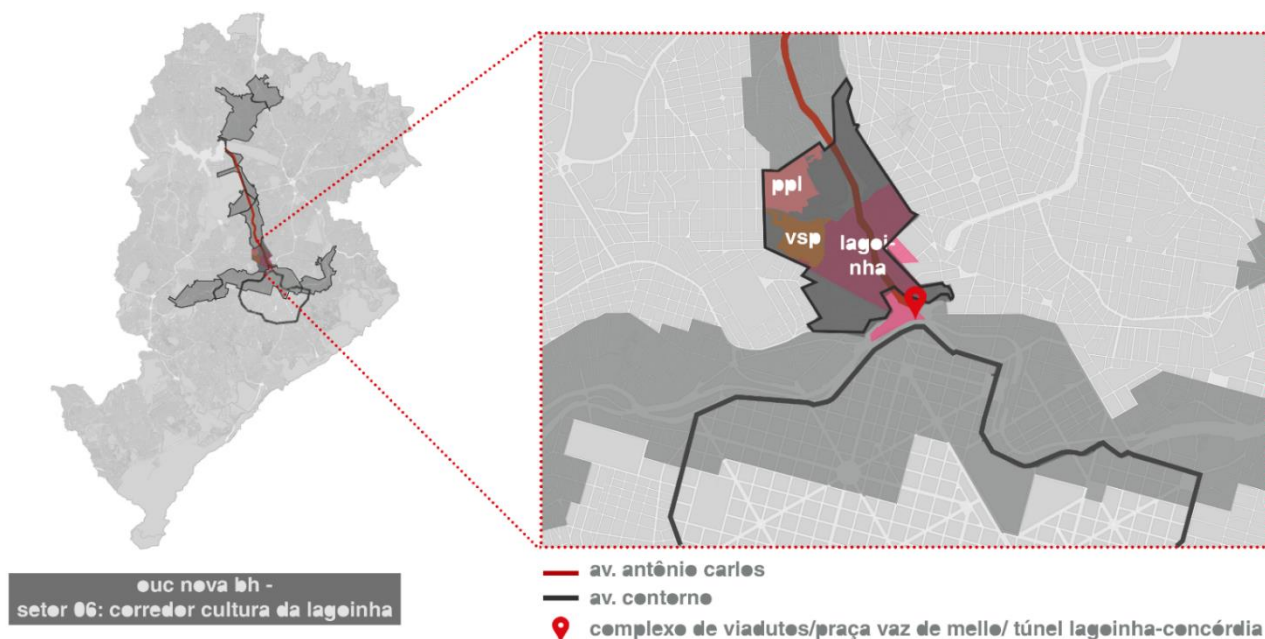 ppl
vsp
lagoi-
nha
ouc nova bh -
setor 06: corredor cultura da lagoinha
av. antônio carlos
av. contorno
complexo de viadutos/praça vaz de mello/ túnel lagoinha-concórdia